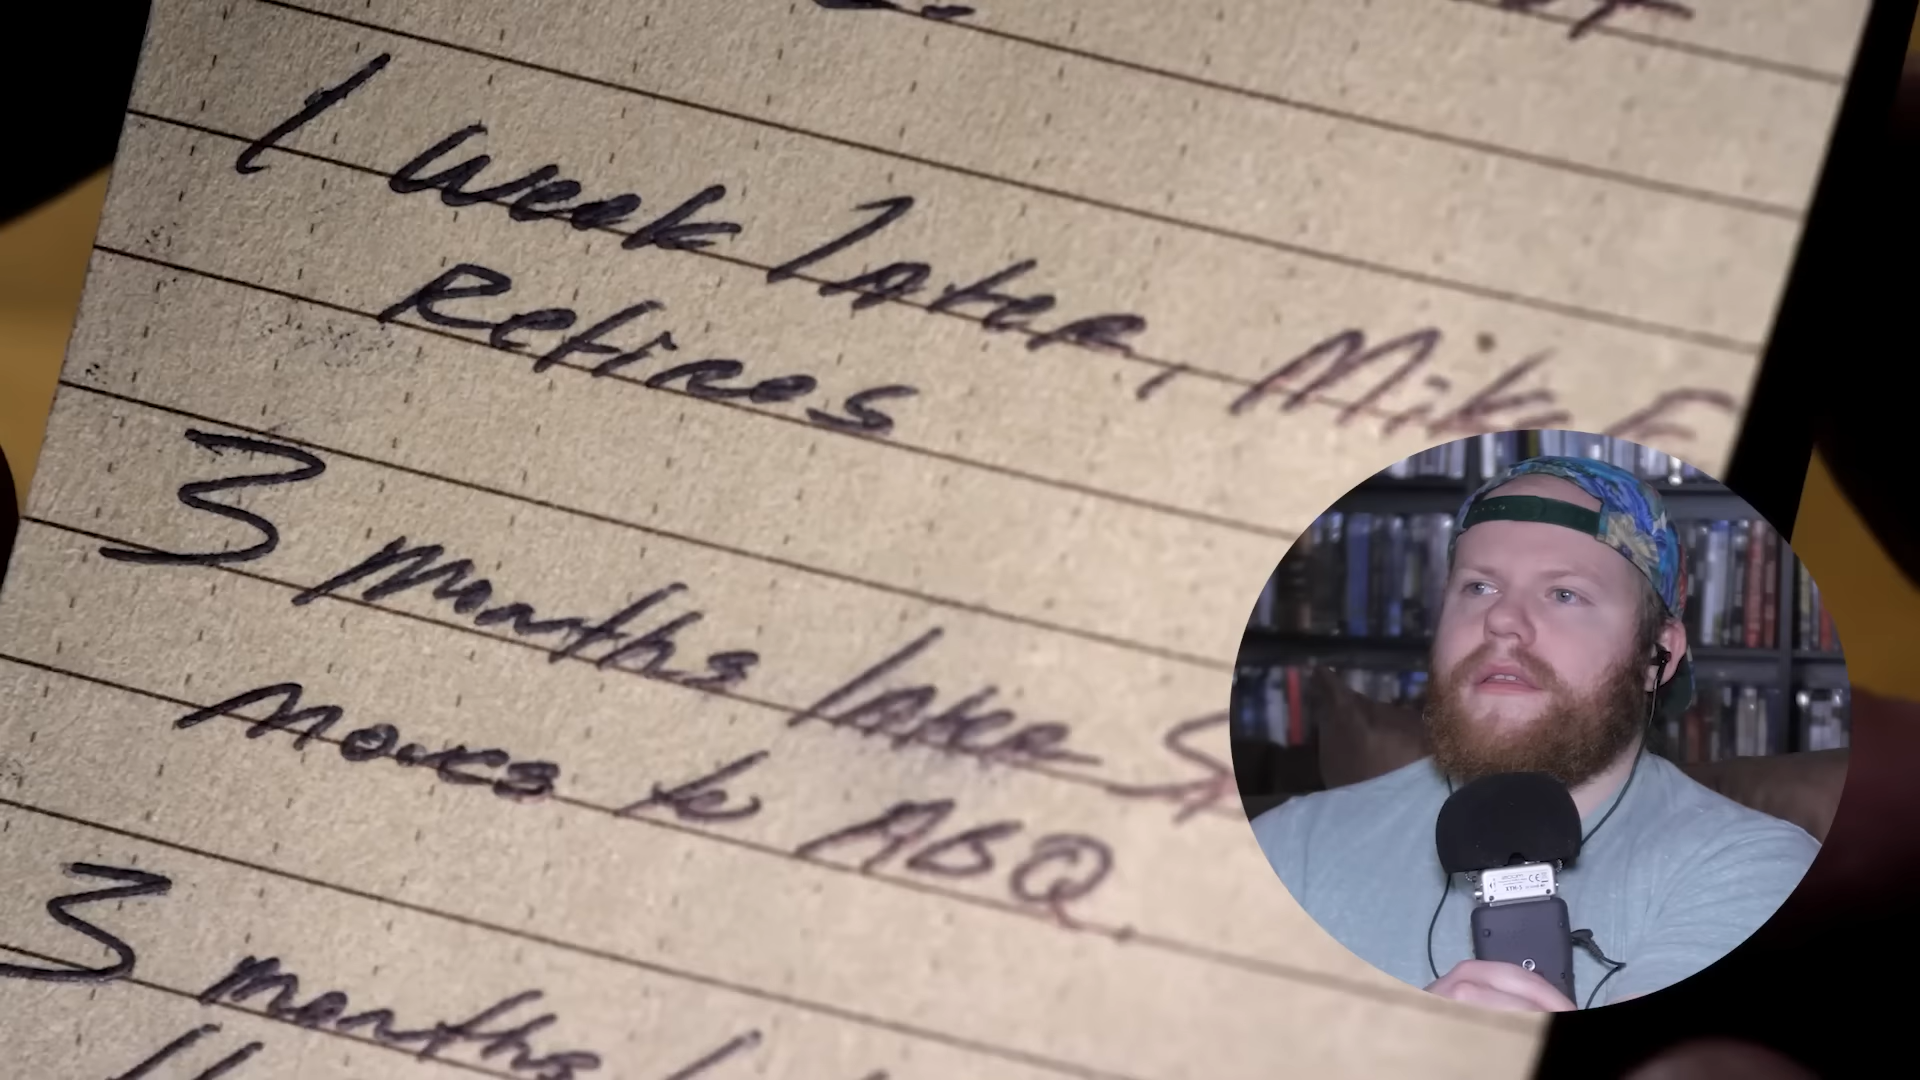 1 week later, Mike E
Retires
3 months later S
moves to ABQ
3 months